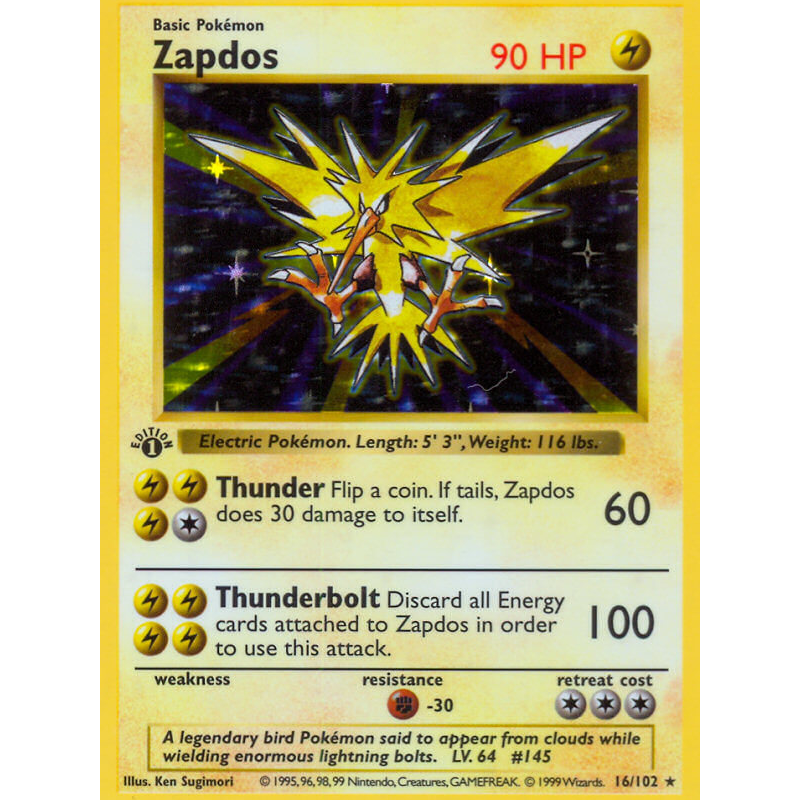 Basic Pokémon
Zapdos
90 HP
EDITION
1
Electric Pokémon. Length: 5' 3", Weight: 116 lbs.
Thunder Flip a coin. If tails, Zapdos
does 30 damage to itself.
60
Thunderbolt Discard all Energy
cards attached to Zapdos in order
to use this attack.
100
weakness
resistance
retreat cost
-30
A legendary bird Pokémon said to appear from clouds while
wielding enormous lightning bolts. LV. 64 #145
Illus. Ken Sugimori © 1995, 96, 98, 99 Nintendo, Creatures, GAMEFREAK. © 1999 Wizards. 16/102 ★